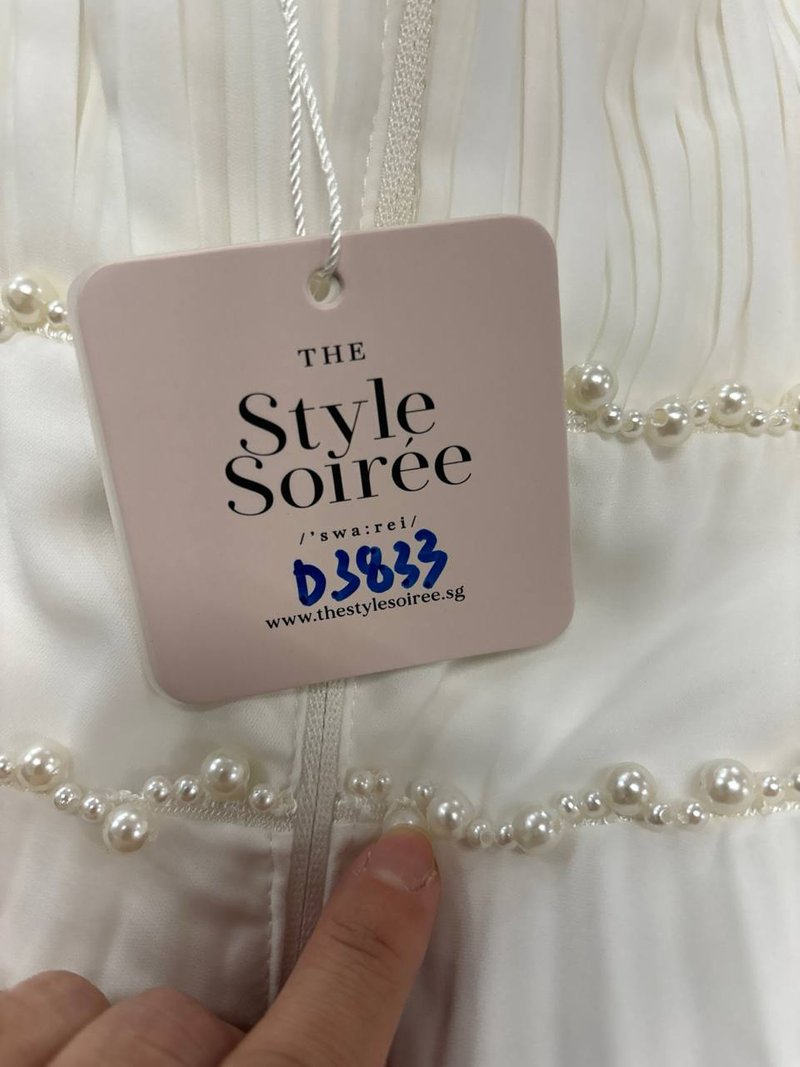 THE
Style
Soirée
/'swa:rei/
D3833
www.thestylesoiree.sg